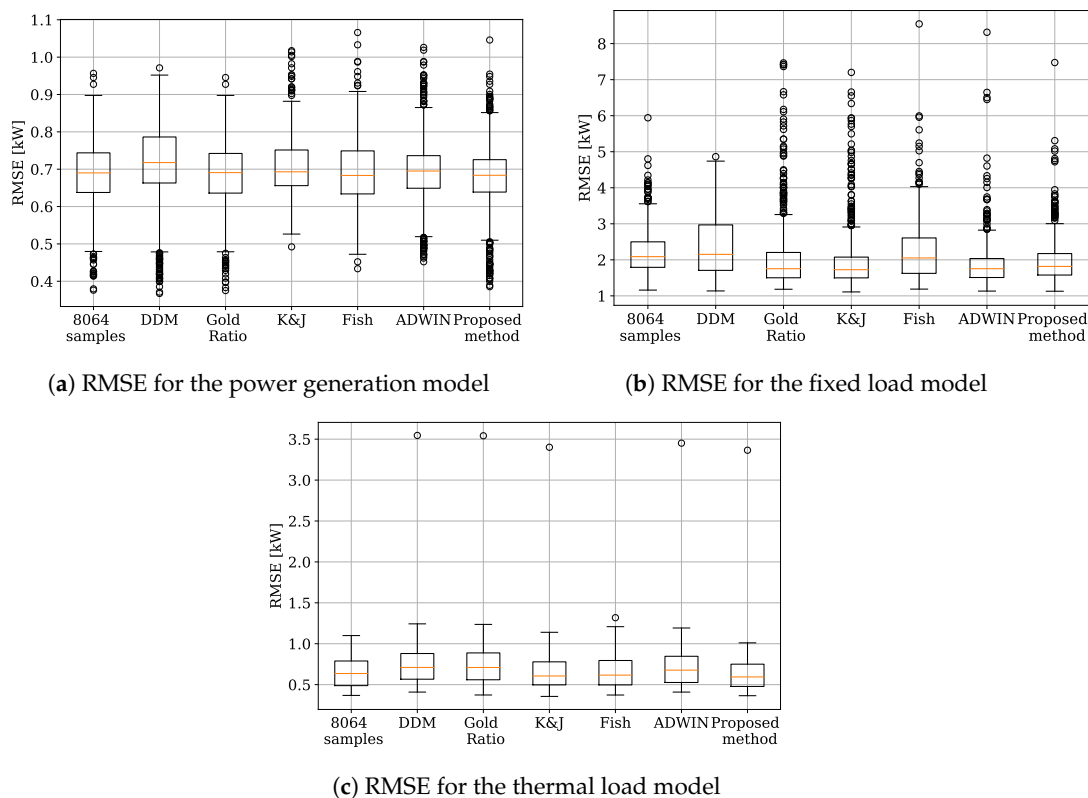 1.1
1.0
0.9
0.8
0.7
0.6
0.5
0.4
RMSE [kW]
8064 samples
DDM
Gold Ratio
K&J
Fish
ADWIN
Proposed method
(a) RMSE for the power generation model
8
7
6
5
4
3
2
1
RMSE [kW]
8064 samples
DDM
Gold Ratio
K&J
Fish
ADWIN
Proposed method
(b) RMSE for the fixed load model
3.5
3.0
2.5
2.0
1.5
1.0
0.5
RMSE [kW]
8064 samples
DDM
Gold Ratio
K&J
Fish
ADWIN
Proposed method
(c) RMSE for the thermal load model